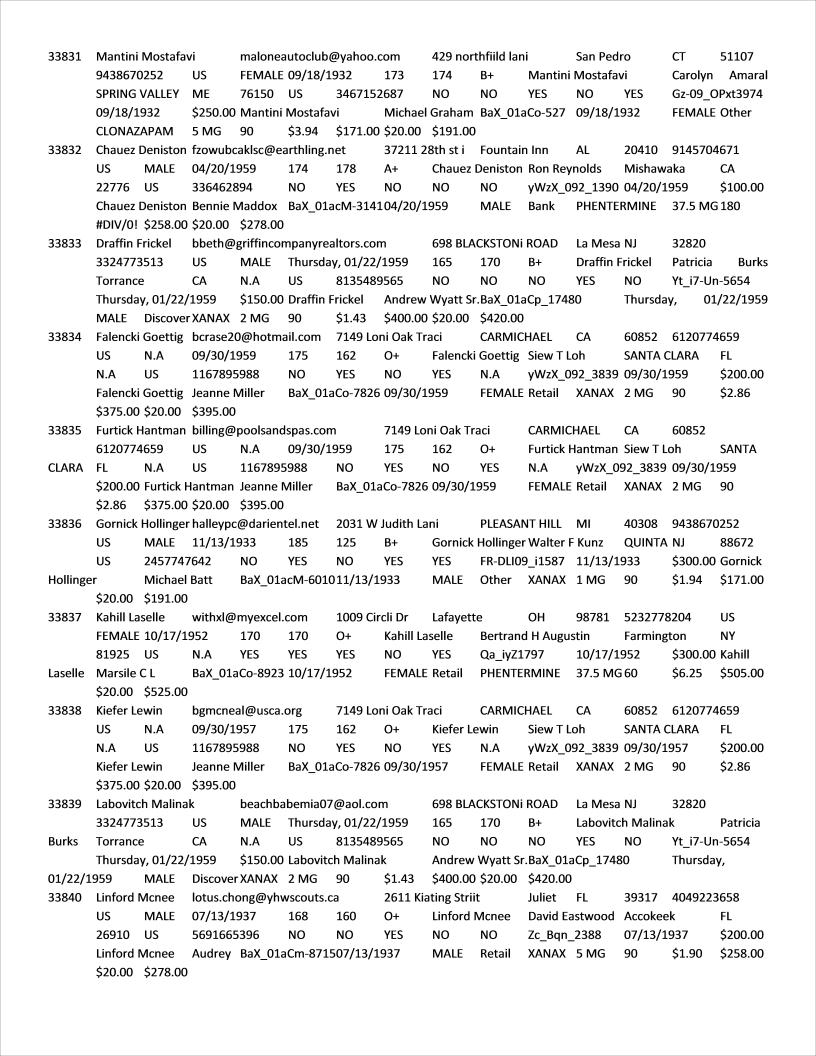 33831 Mantini Mostafavi maloneautoclub@yahoo.com 429 northfiild lani San Pedro CT 51107
9438670252 US FEMALE 09/18/1932 173 174 B+ Mantini Mostafavi Carolyn Amaral
SPRING VALLEY ME 76150 US 3467152687 NO NO YES NO YES Gz-09_OPxt3974
09/18/1932 $250.00 Mantini Mostafavi Michael Graham BaX_01aCo-527 09/18/1932 FEMALE Other
CLONAZAPAM 5 MG 90 $3.94 $171.00 $20.00 $191.00
33832 Chauez Deniston fzowubcaklsc@earthling.net 37211 28th st i Fountain Inn AL 20410 9145704671
US MALE 04/20/1959 174 178 A+ Chauez Deniston Ron Reynolds Mishawaka CA
22776 US 336462894 NO YES NO NO NO yWzX_092_1390 04/20/1959 $100.00
Chauez Deniston Bennie Maddox BaX_01acM-314104/20/1959 MALE Bank PHENTERMINE 37.5 MG 180
#DIV/0! $258.00 $20.00 $278.00
33833 Draffin Frickel bbeth@griffincompanyrealtors.com 698 BLACKSTONi ROAD La Mesa NJ 32820
3324773513 US MALE Thursday, 01/22/1959 165 170 B+ Draffin Frickel Patricia Burks
Torrance CA N.A US 8135489565 NO NO NO YES NO Yt_i7-Un-5654
Thursday, 01/22/1959 $150.00 Draffin Frickel Andrew Wyatt Sr.BaX_01aCp_17480 Thursday, 01/22/1959
MALE Discover XANAX 2 MG 90 $1.43 $400.00 $20.00 $420.00
33834 Falencki Goettig bcrase20@hotmail.com 7149 Loni Oak Traci CARMICHAEL CA 60852 6120774659
US N.A 09/30/1959 175 162 O+ Falencki Goettig Siew T Loh SANTA CLARA FL
N.A US 1167895988 NO YES NO YES N.A yWzX_092_3839 09/30/1959 $200.00
Falencki Goettig Jeanne Miller BaX_01aCo-7826 09/30/1959 FEMALE Retail XANAX 2 MG 90 $2.86
$375.00 $20.00 $395.00
33835 Furtick Hantman billing@poolsandspas.com 7149 Loni Oak Traci CARMICHAEL CA 60852
6120774659 US N.A 09/30/1959 175 162 O+ Furtick Hantman Siew T Loh SANTA
CLARA FL N.A US 1167895988 NO YES NO YES N.A yWzX_092_3839 09/30/1959
$200.00 Furtick Hantman Jeanne Miller BaX_01aCo-7826 09/30/1959 FEMALE Retail XANAX 2 MG 90
$2.86 $375.00 $20.00 $395.00
33836 Gornick Hollinger halleypc@darientel.net 2031 W Judith Lani PLEASANT HILL MI 40308 9438670252
US MALE 11/13/1933 185 125 B+ Gornick Hollinger Walter F Kunz QUINTA NJ 88672
US 2457747642 NO YES NO YES YES FR-DLI09_i1587 11/13/1933 $300.00 Gornick
Hollinger Michael Batt BaX_01acM-601011/13/1933 MALE Other XANAX 1 MG 90 $1.94 $171.00
$20.00 $191.00
33837 Kahill Laselle withxl@myexcel.com 1009 Circli Dr Lafayette OH 98781 5232778204 US
FEMALE 10/17/1952 170 170 O+ Kahill Laselle Bertrand H Augustin Farmington NY
81925 US N.A YES YES YES NO YES Qa_iyZ1797 10/17/1952 $300.00 Kahill
Laselle Marsile C L BaX_01aCo-8923 10/17/1952 FEMALE Retail PHENTERMINE 37.5 MG 60 $6.25 $505.00
$20.00 $525.00
33838 Kiefer Lewin bgmcneal@usca.org 7149 Loni Oak Traci CARMICHAEL CA 60852 6120774659
US N.A 09/30/1957 175 162 O+ Kiefer Lewin Siew T Loh SANTA CLARA FL
N.A US 1167895988 NO YES NO YES N.A yWzX_092_3839 09/30/1957 $200.00
Kiefer Lewin Jeanne Miller BaX_01aCo-7826 09/30/1957 FEMALE Retail XANAX 2 MG 90 $2.86
$375.00 $20.00 $395.00
33839 Labovitch Malinak beachbabemia07@aol.com 698 BLACKSTONi ROAD La Mesa NJ 32820
3324773513 US MALE Thursday, 01/22/1959 165 170 B+ Labovitch Malinak Patricia
Burks Torrance CA N.A US 8135489565 NO NO NO YES NO Yt_i7-Un-5654
Thursday, 01/22/1959 $150.00 Labovitch Malinak Andrew Wyatt Sr.BaX_01aCp_17480 Thursday,
01/22/1959 MALE Discover XANAX 2 MG 90 $1.43 $400.00 $20.00 $420.00
33840 Linford Mcnee lotus.chong@yhwscouts.ca 2611 Kiating Striit Juliet FL 39317 4049223658
US MALE 07/13/1937 168 160 O+ Linford Mcnee David Eastwood Accokeek FL
26910 US 5691665396 NO NO YES NO NO Zc_Bqn_2388 07/13/1937 $200.00
Linford Mcnee Audrey BaX_01aCm-871507/13/1937 MALE Retail XANAX 5 MG 90 $1.90 $258.00
$20.00 $278.00